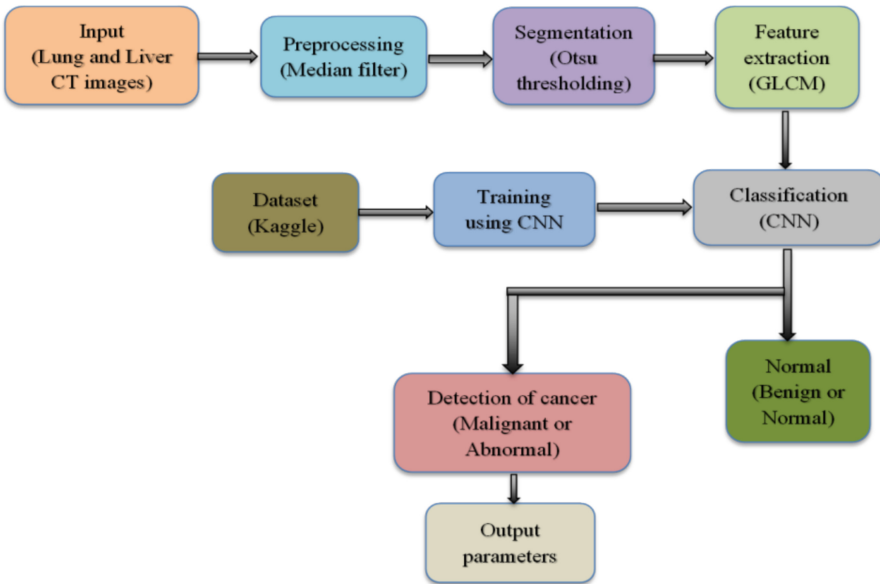 Input
(Lung and Liver
CT images)
Preprocessing
(Median filter)
Segmentation
(Otsu
thresholding)
Feature
extraction
(GLCM)
Dataset
(Kaggle)
Training
using CNN
Classification
(CNN)
Detection of cancer
(Malignant or
Abnormal)
Normal
(Benign or
Normal)
Output
parameters